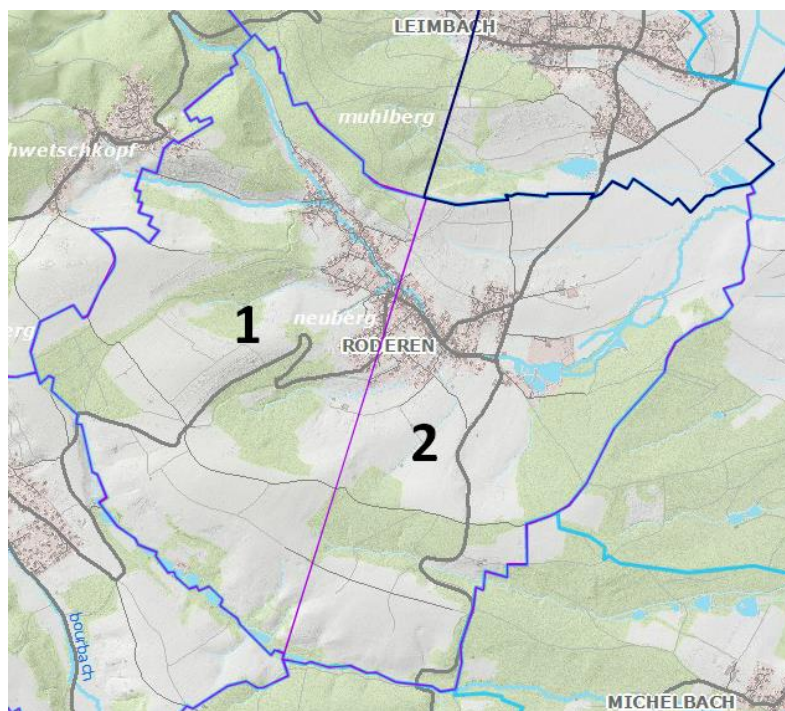 LEIMBACH
muhlberg
hwetschkopf
1
neuberg
erg
RODEREN
2
bourbach
MICHELBACH